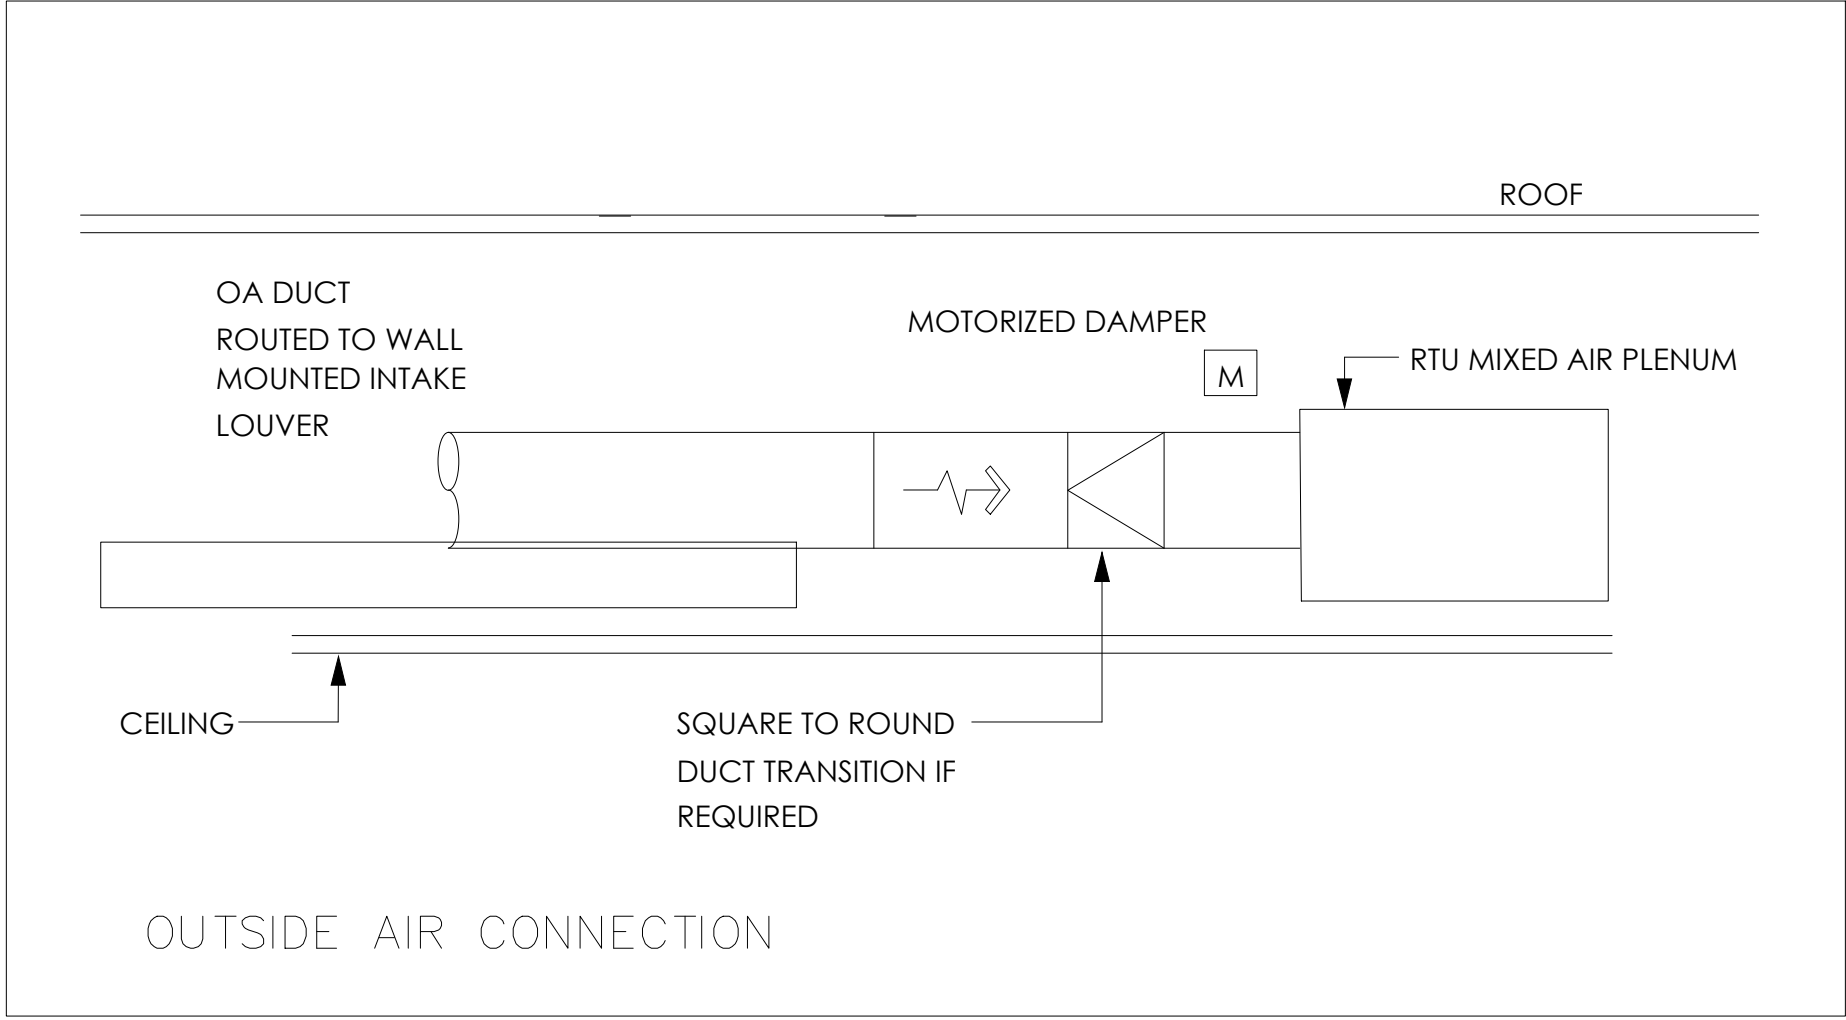 ROOF
OA DUCT
ROUTED TO WALL
MOUNTED INTAKE
LOUVER
MOTORIZED DAMPER
M
RTU MIXED AIR PLENUM
CEILING
SQUARE TO ROUND
DUCT TRANSITION IF
REQUIRED
OUTSIDE AIR CONNECTION